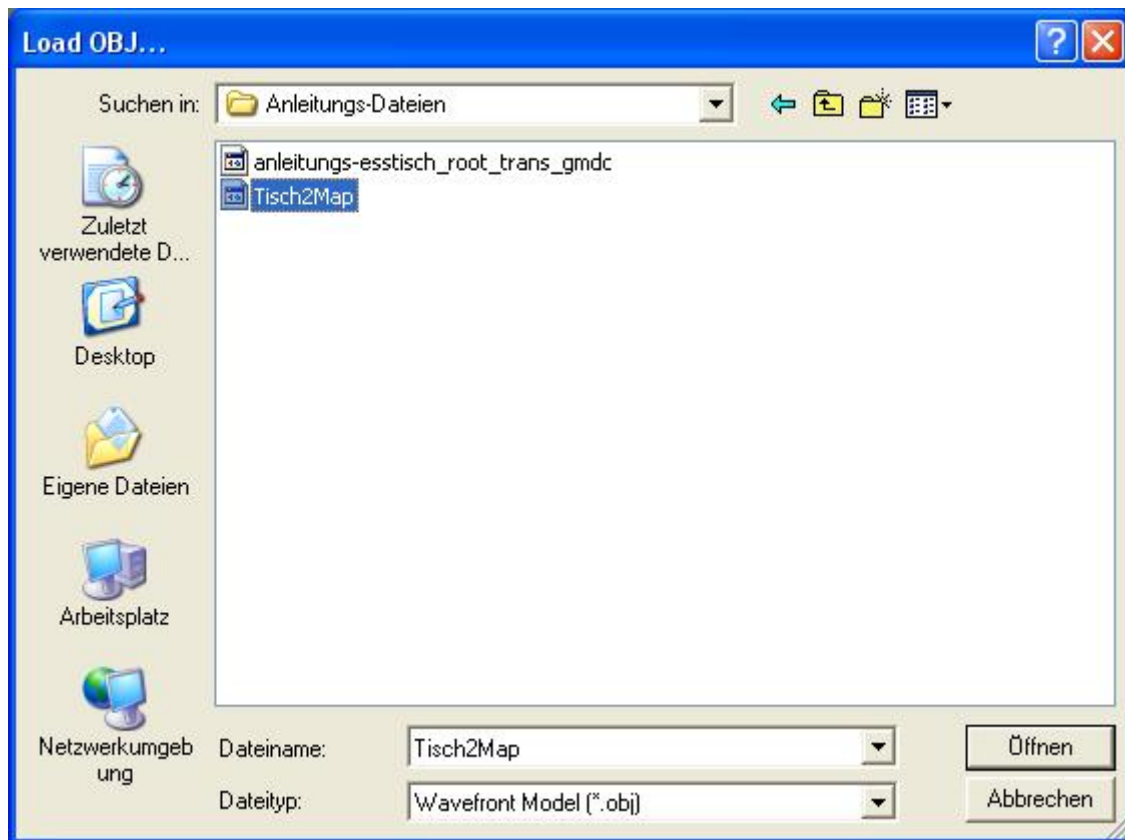 Load OBJ...
Suchen in:
Anleitungs-Dateien
anleitungs-esstisch_root_trans_gmdc
Tisch2Map
Zuletzt
verwendete D...
Desktop
Eigene Dateien
Arbeitsplatz
Netzwerkumgeb
ung
Dateiname:
Tisch2Map
Öffnen
Dateityp:
Wavefront Model (*.obj)
Abbrechen